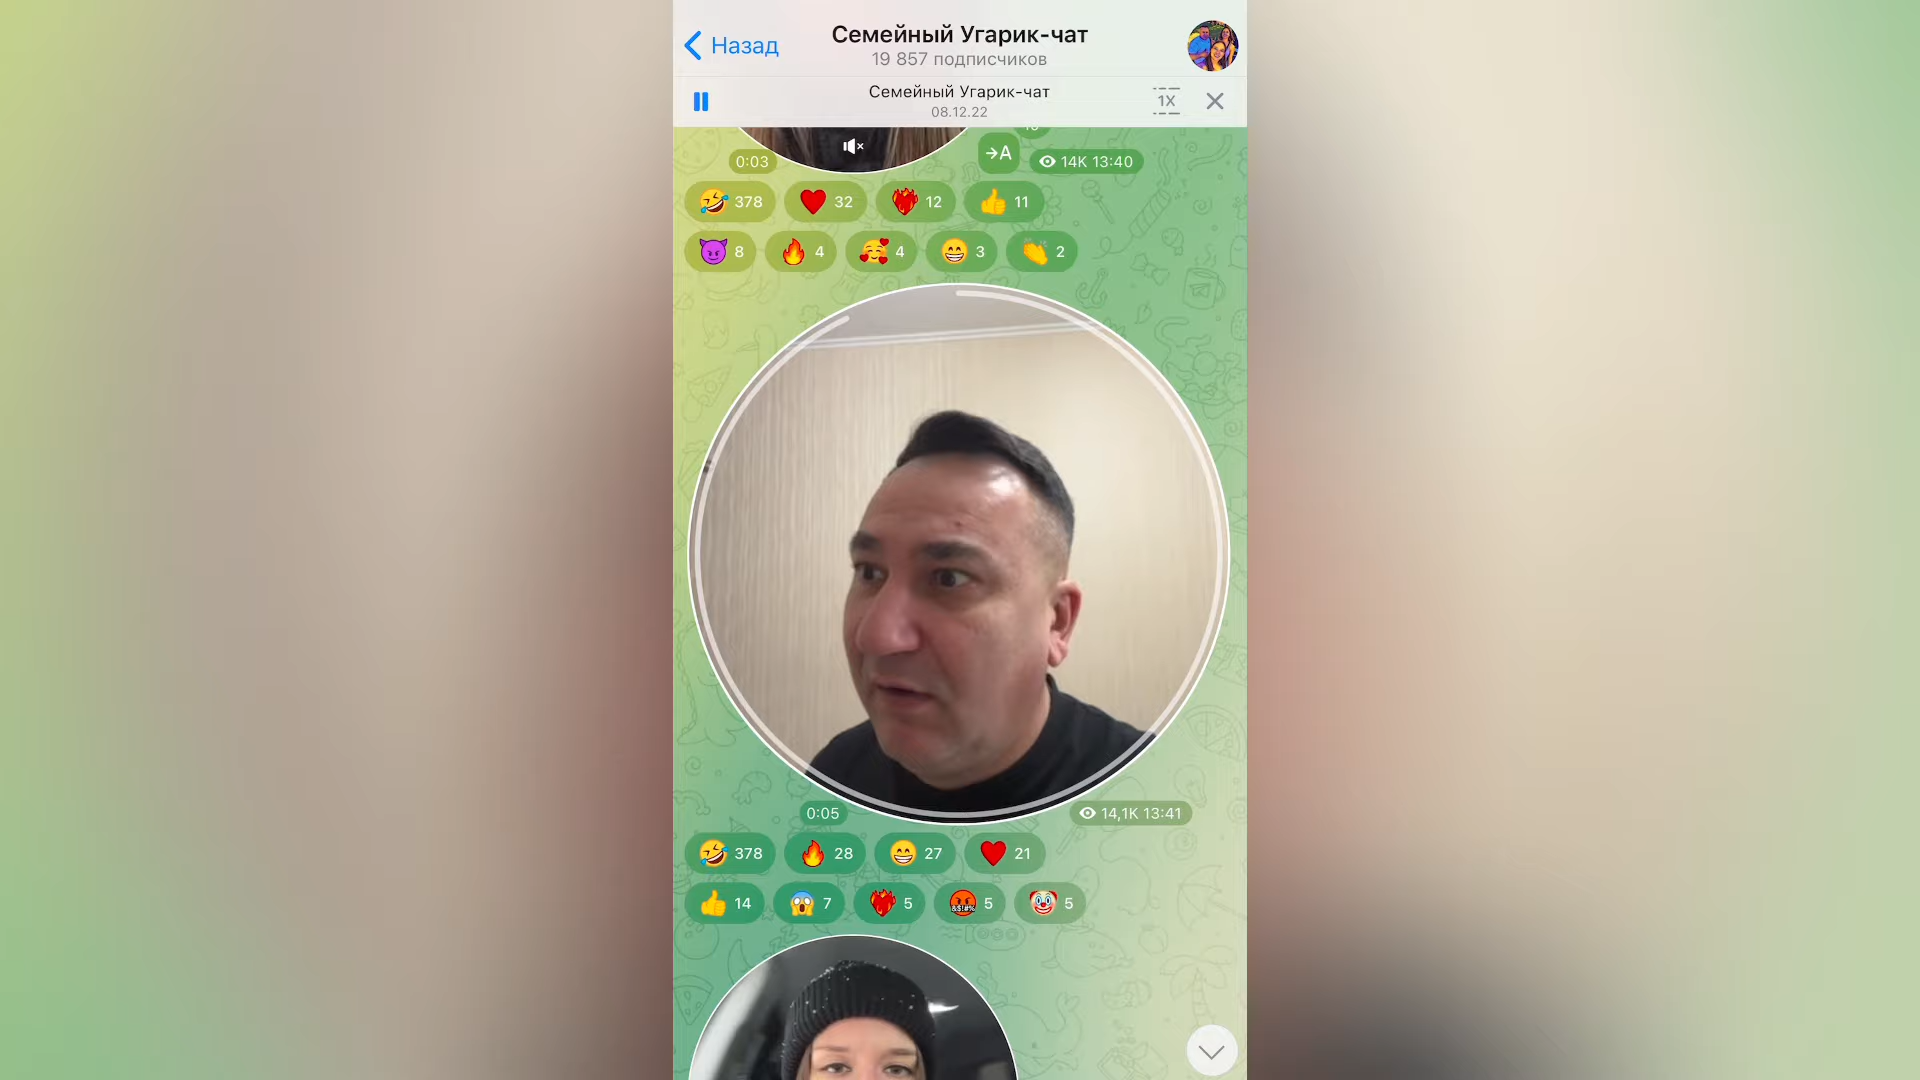 Назад
Семейный Угарик-чат
19 857 подписчиков
Семейный Угарик-чат
08.12.22
1X
0:03
→A
14K 13:40
378
32
12
11
8
4
4
3
2
0:05
14,1K 13:41
378
28
27
21
14
7
5
5
5